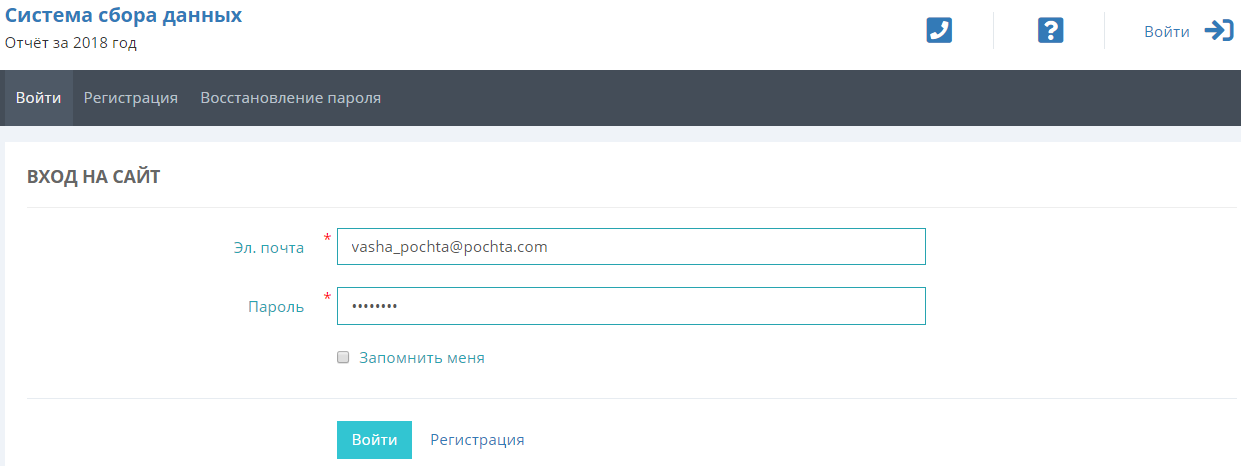 Система сбора данных
Отчёт за 2018 год
Войти
Войти Регистрация Восстановление пароля
ВХОД НА САЙТ
Эл. почта * vasha_pochta@pochta.com
Пароль * ••••••••
Запомнить меня
Войти Регистрация